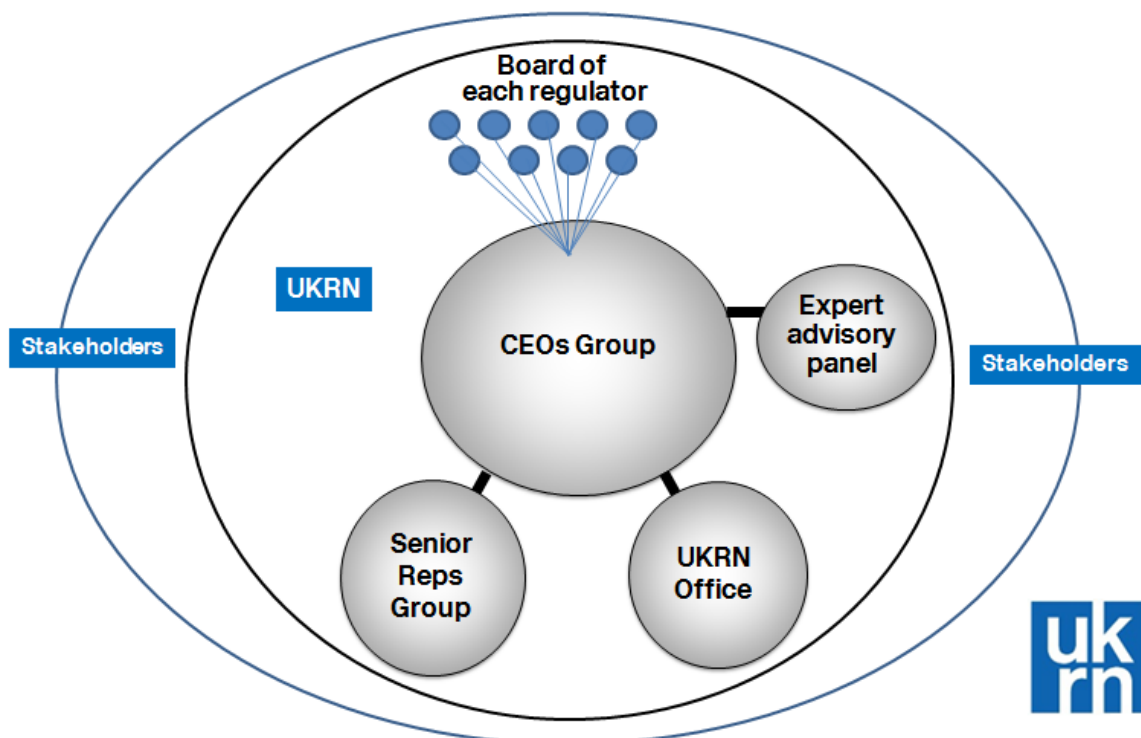 Board of
each regulator
UKRN
Stakeholders
CEOs Group
Expert
advisory
panel
Stakeholders
Senior
Reps
Group
UKRN
Office
uk
rn